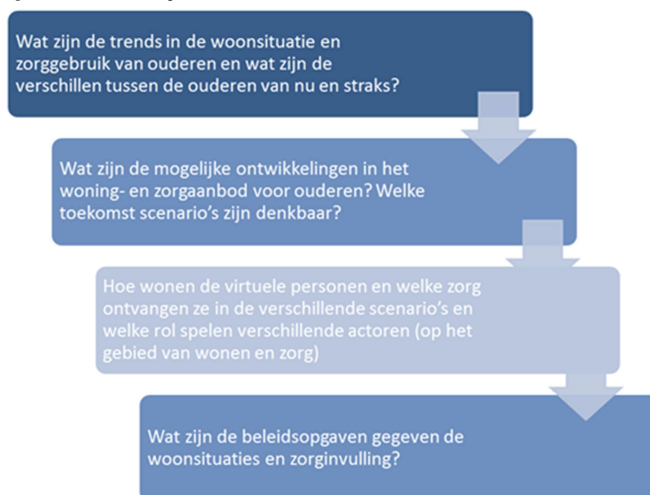 Wat zijn de trends in de woonsituatie en
zorggebruik van ouderen en wat zijn de
verschillen tussen de ouderen van nu en straks?
Wat zijn de mogelijke ontwikkelingen in het
woning- en zorgaanbod voor ouderen? Welke
toekomst scenario's zijn denkbaar?
Hoe wonen de virtuele personen en welke zorg
ontvangen ze in de verschillende scenario's en
welke rol spelen verschillende actoren (op het
gebied van wonen en zorg)
Wat zijn de beleidsopgaven gegeven de
woonsituaties en zorginvulling?